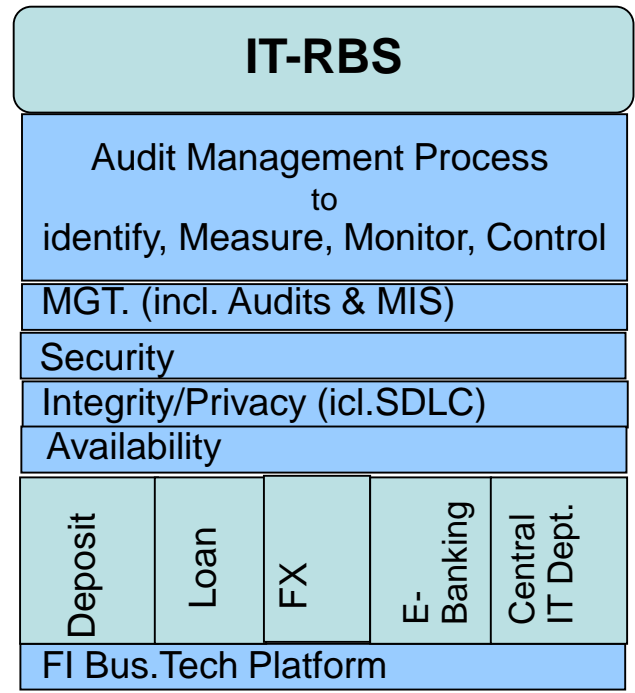 IT-RBS
Audit Management Process
to
identify, Measure, Monitor, Control
MGT. (incl. Audits & MIS)
Security
Integrity/Privacy (icl.SDLC)
Availability
Deposit
Loan
FX
E-
Banking
Central
IT Dept.
FI Bus.Tech Platform